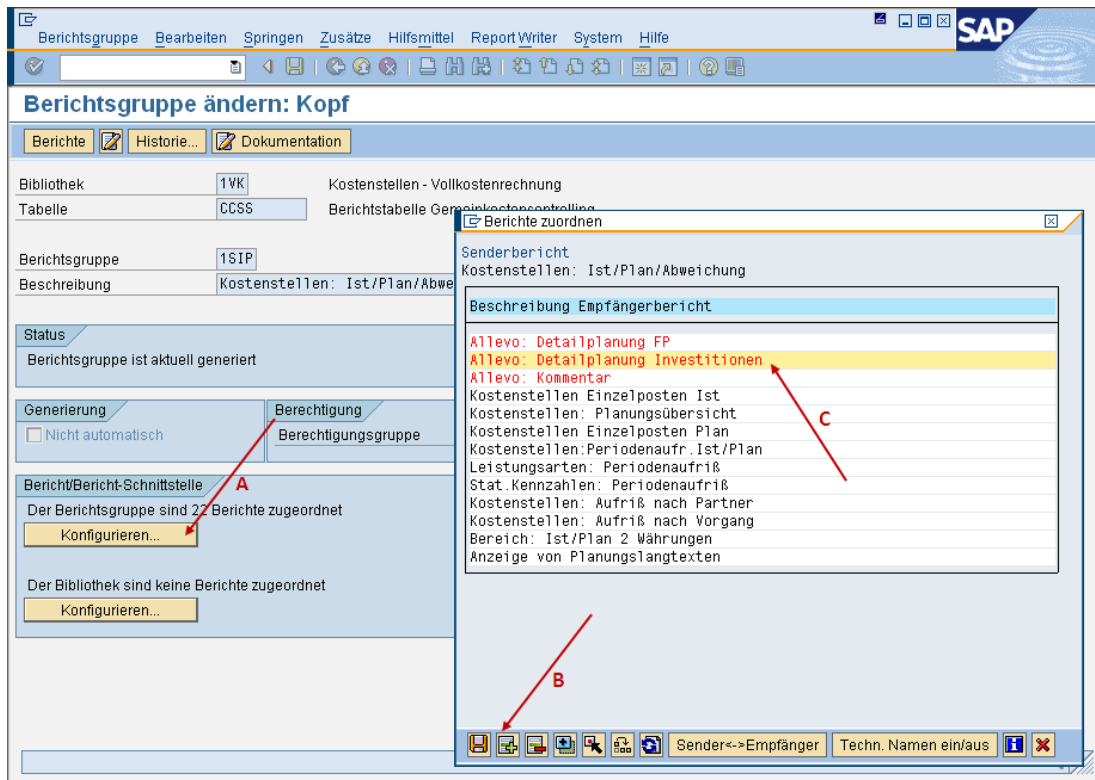 Berichtsgruppe Bearbeiten Springen Zusätze Hilfsmittel Report Writer System Hilfe
SAP
Berichtsgruppe ändern: Kopf
Berichte Historie... Dokumentation
Bibliothek 1VK Kostenstellen - Vollkostenrechnung
Tabelle CCSS Berichtstabelle Gemeinkostencontrolling
Berichtsgruppe 1SIP
Beschreibung Kostenstellen: Ist/Plan/Abwe
Status
Berichtsgruppe ist aktuell generiert
Generierung Berechtigung
Nicht automatisch Berechtigungsgruppe
Bericht/Bericht-Schnittstelle
A
Der Berichtsgruppe sind 22 Berichte zugeordnet
Konfigurieren...
Der Bibliothek sind keine Berichte zugeordnet
Konfigurieren...
Berichte zuordnen
Senderbericht
Kostenstellen: Ist/Plan/Abweichung
Beschreibung Empfängerbericht
Allevo: Detailplanung FP
Allevo: Detailplanung Investitionen
Allevo: Kommentar
Kostenstellen Einzelposten Ist
Kostenstellen: Planungsübersicht
Kostenstellen Einzelposten Plan
Kostenstellen:Periodenaufr.Ist/Plan
Leistungsarten: Periodenaufriß
Stat.Kennzahlen: Periodenaufriß
Kostenstellen: Aufriß nach Partner
Kostenstellen: Aufriß nach Vorgang
Bereich: Ist/Plan 2 Währungen
Anzeige von Planungslangtexten
C
B
Sender<->Empfänger Techn. Namen ein/aus